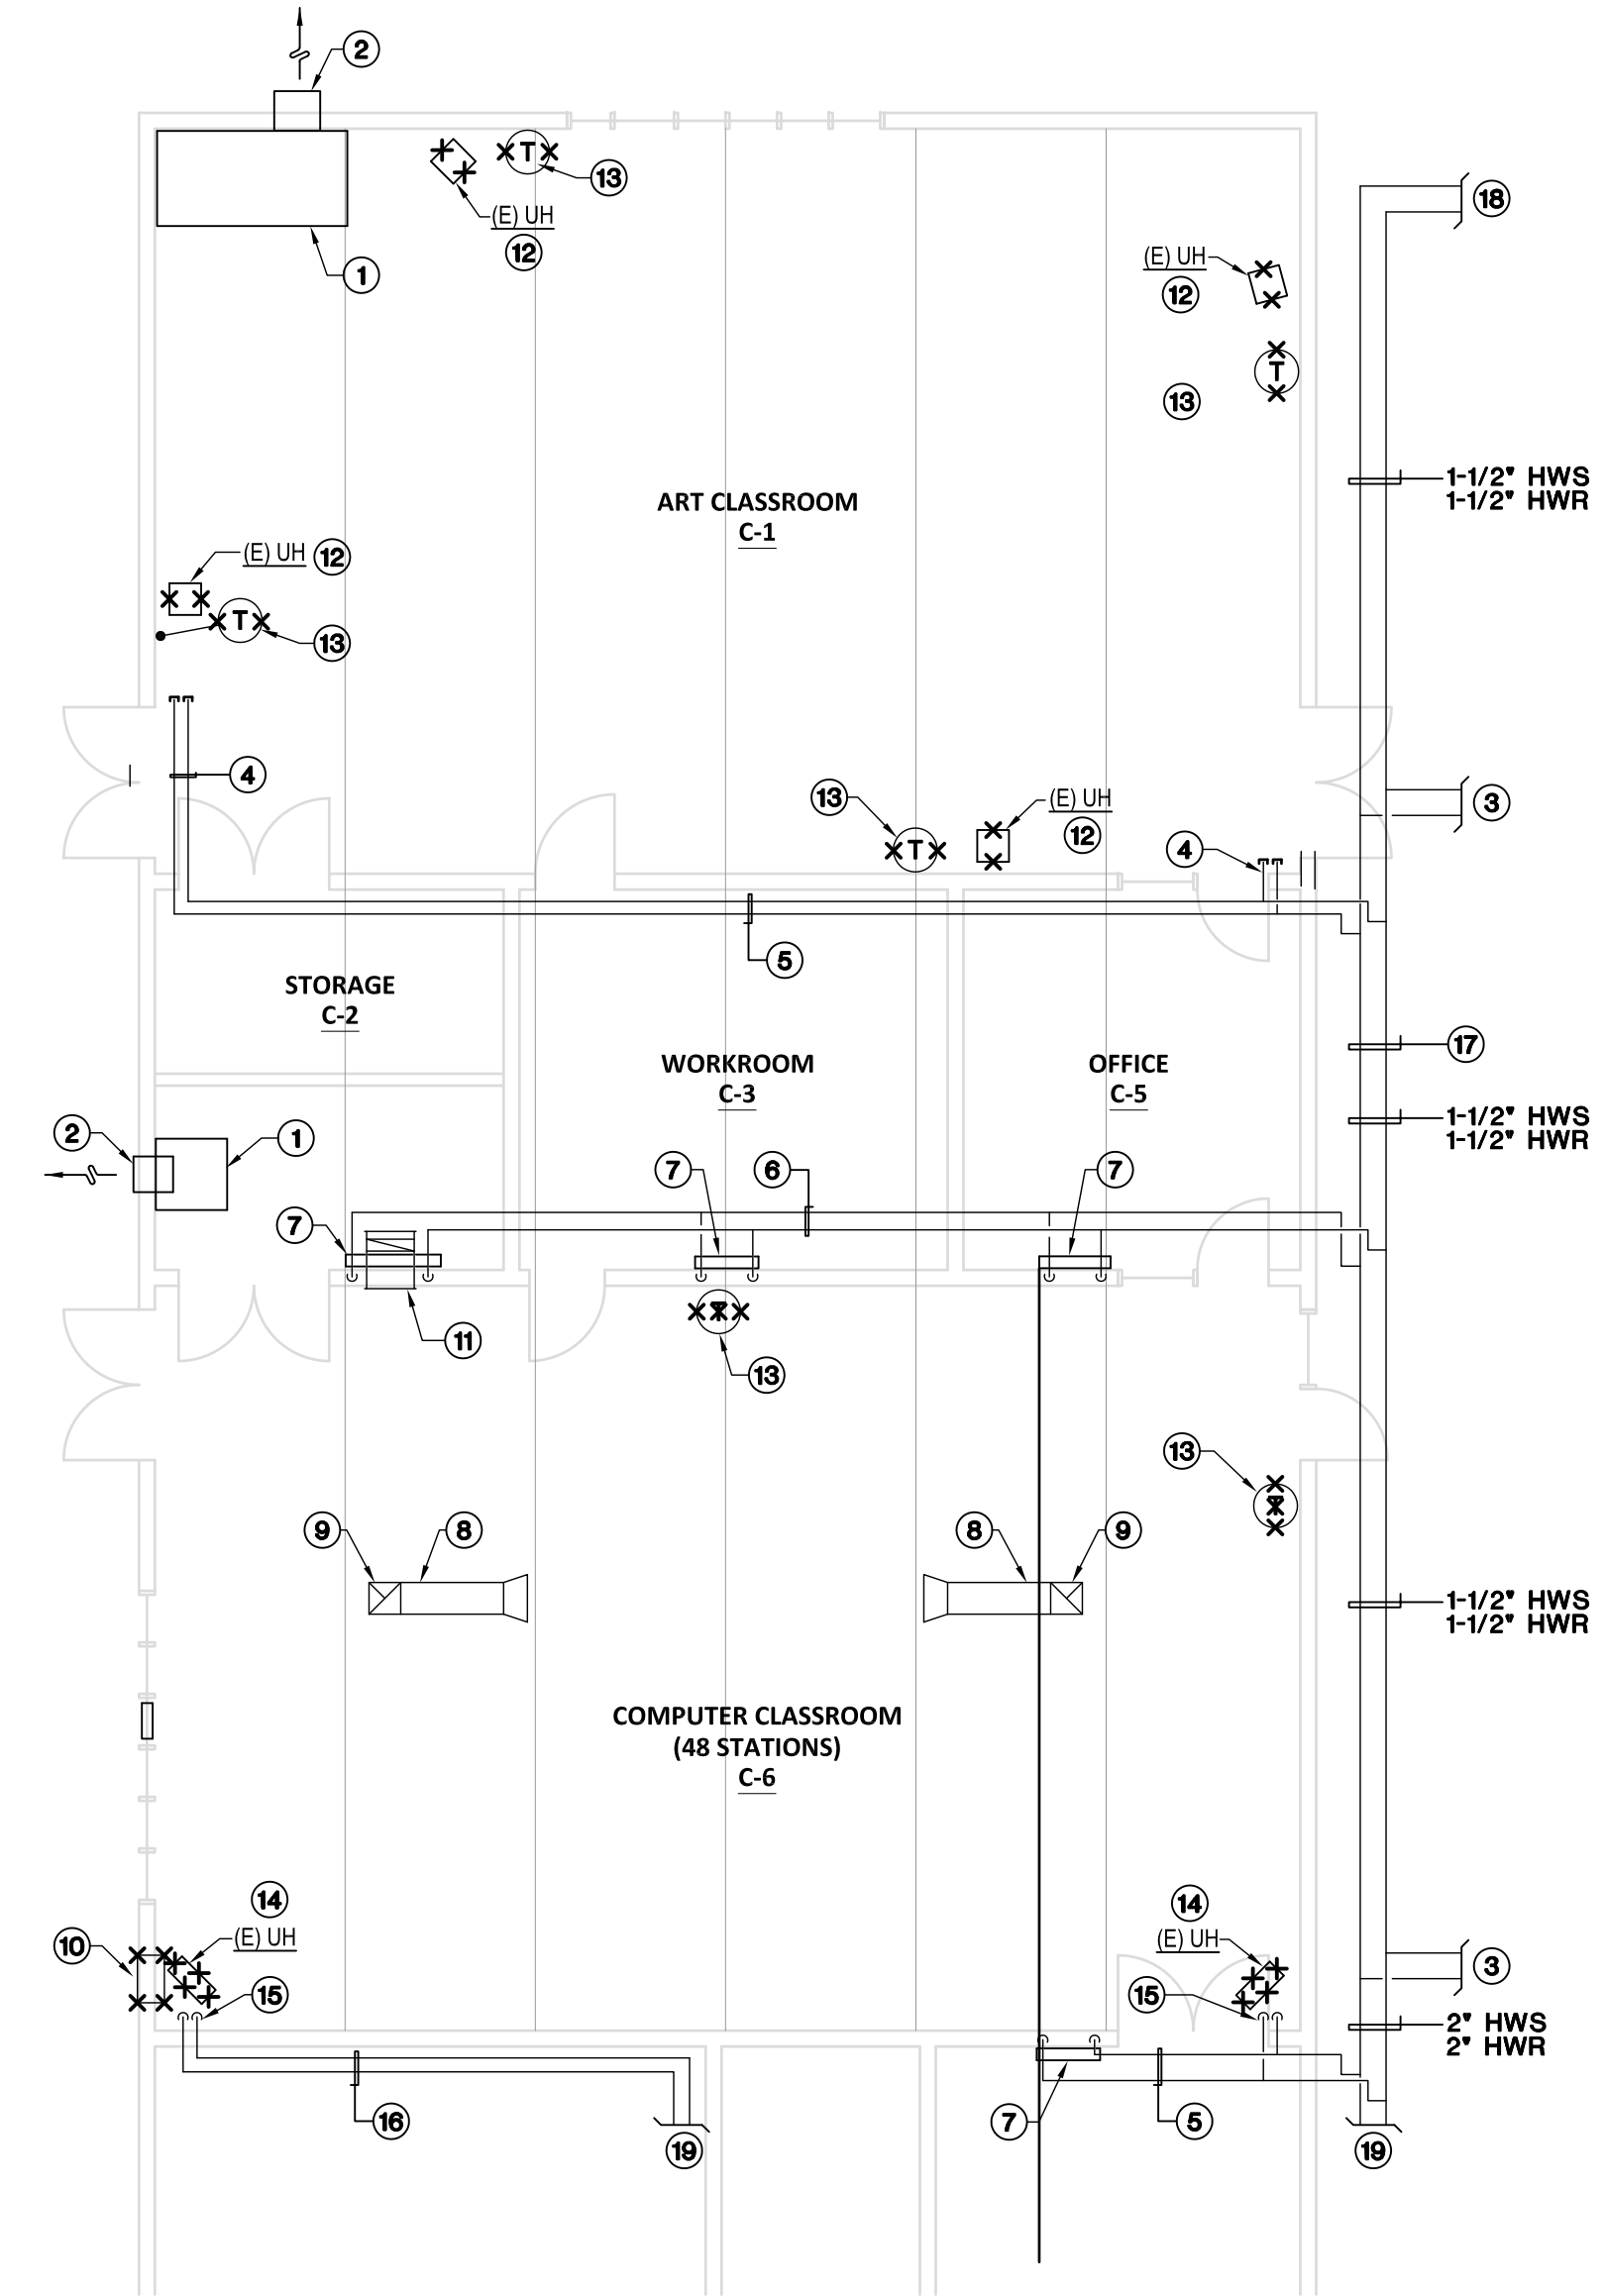 2
13
(E) UH
12
1
18
(E) UH
12
T
T
13
1-1/2" HWS
1-1/2" HWR
ART CLASSROOM
C-1
(E) UH 12
T
13
4
13
T
(E) UH
12
4
3
5
STORAGE
C-2
WORKROOM
C-3
OFFICE
C-5
17
1-1/2" HWS
1-1/2" HWR
2
1
7
7
6
7
11
T
13
13
T
9
8
8
9
1-1/2" HWS
1-1/2" HWR
COMPUTER CLASSROOM
(48 STATIONS)
C-6
14
(E) UH
10
15
14
(E) UH
15
3
2" HWS
2" HWR
16
19
7
5
19